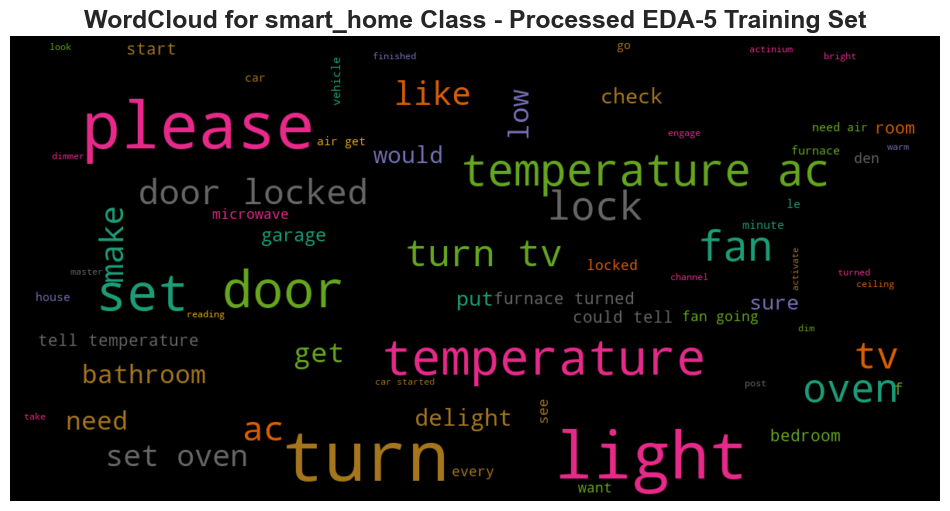 WordCloud for smart_home Class - Processed EDA-5 Training Set
look
start
finished
go
actinium
bright
car
vehicle
like
low
check
please
air get
engage
need air
room
dimmer
would
furnace
warm
den
temperature ac
door locked
lock
le
microwave
minute
make
garage
turn tv
fan
locked
master
channel
activate
turned
ceiling
house
set
door
put
furnace turned
sure
reading
could tell
fan going
dim
tell temperature
get
temperature
tv
bathroom
car started
post
oven
f
take
need
ac
delight
see
bedroom
set oven
turn
every
light
want